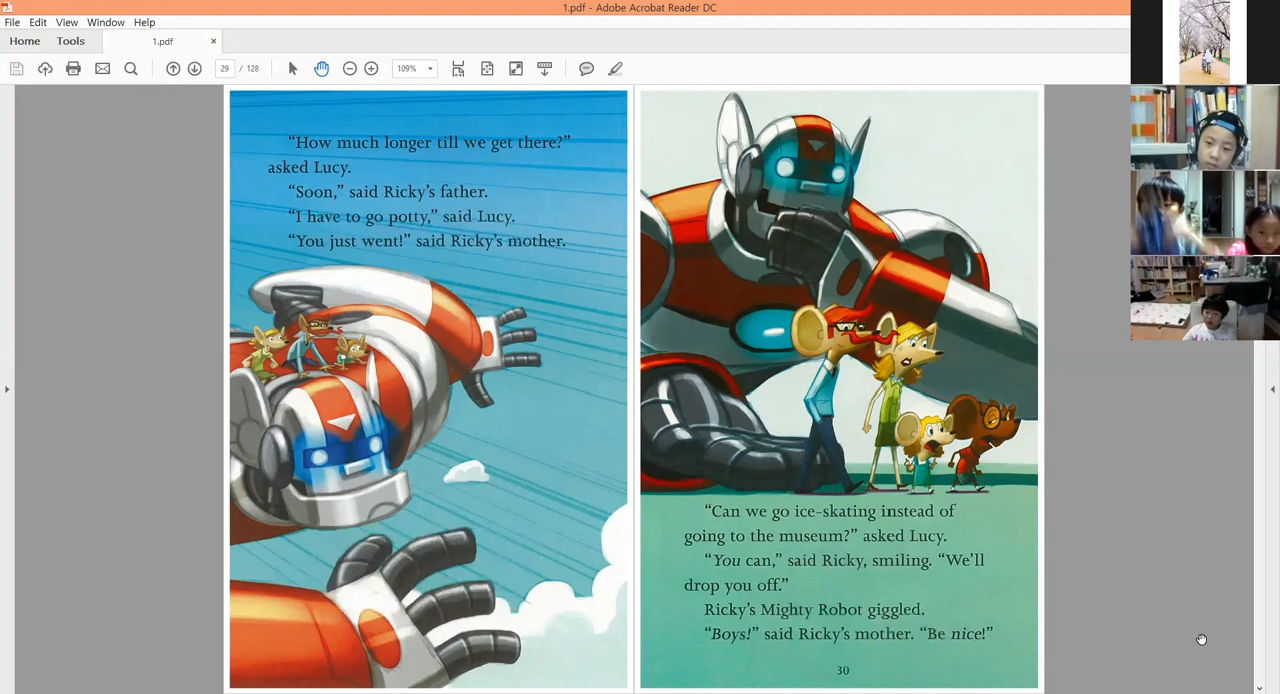 1.pdf - Adobe Acrobat Reader DC
File Edit View Window Help
Home Tools 1.pdf ×
29 / 128 109%
“How much longer till we get there?”
asked Lucy.
“Soon,” said Ricky’s father.
“I have to go potty,” said Lucy.
“You just went!” said Ricky’s mother.
“Can we go ice-skating instead of
going to the museum?” asked Lucy.
“You can,” said Ricky, smiling. “We’ll
drop you off.”
Ricky’s Mighty Robot giggled.
“Boys!” said Ricky’s mother. “Be nice!”
30